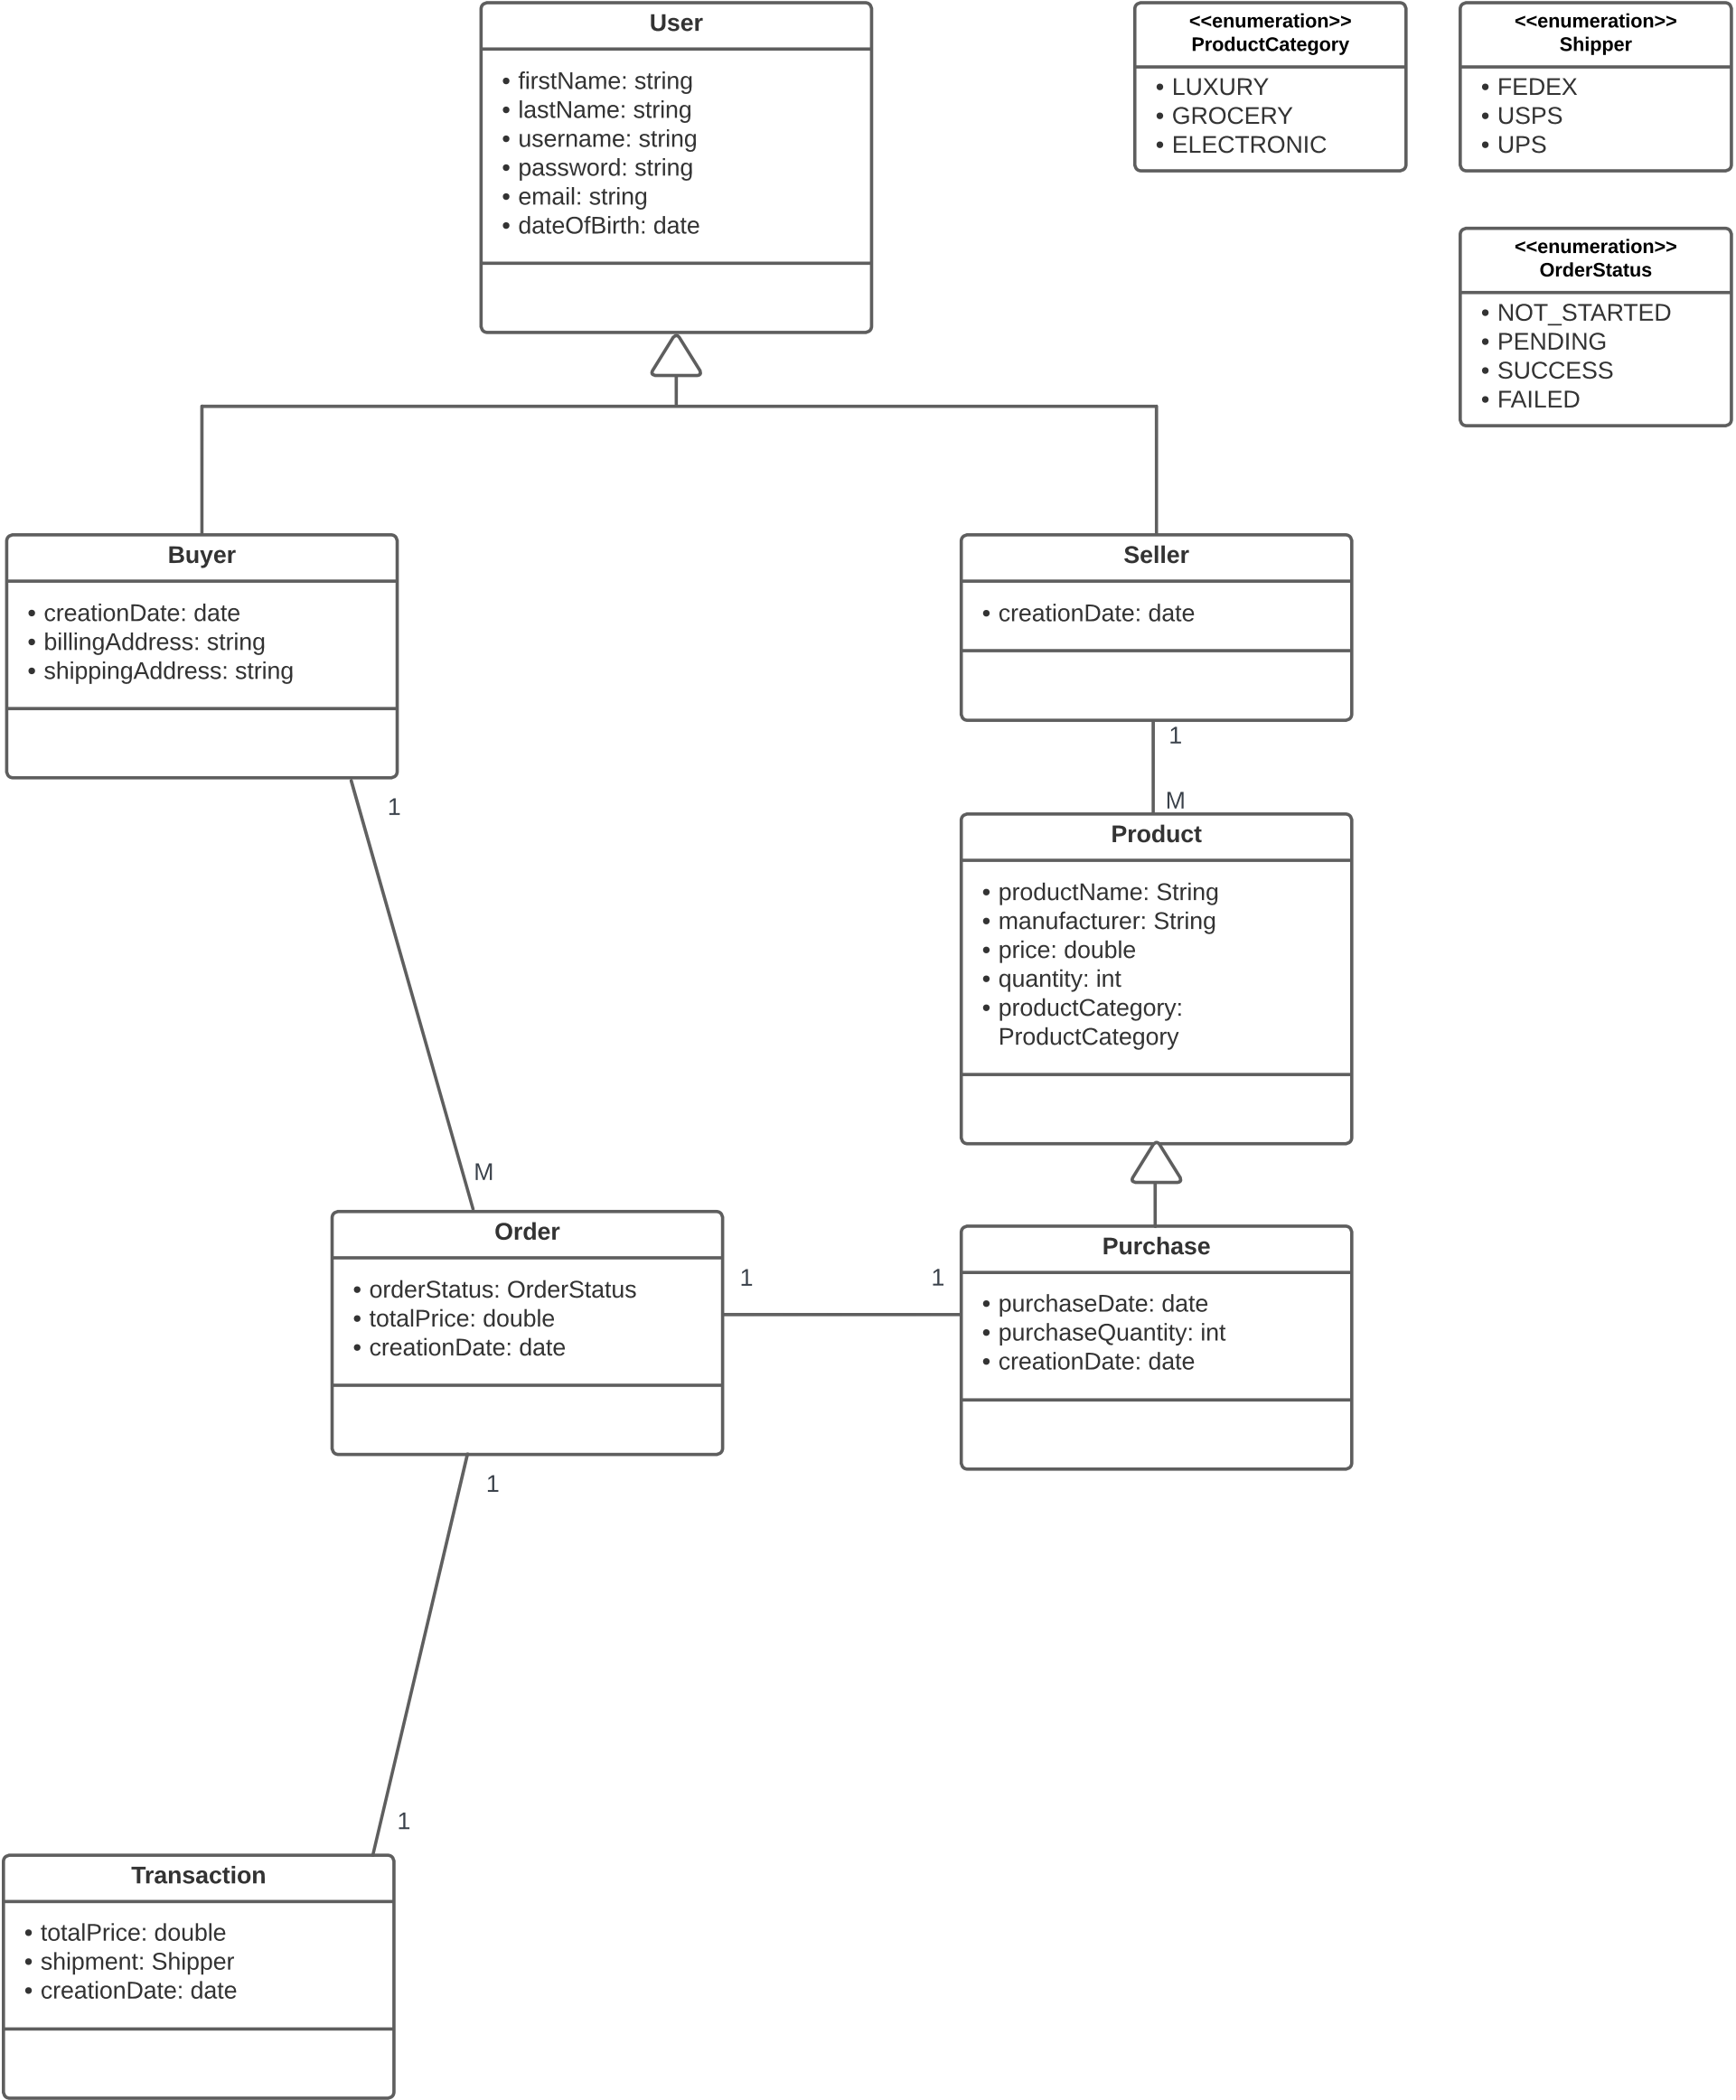 User
• firstName: string
• lastName: string
• username: string
• password: string
• email: string
• dateOfBirth: date
<<enumeration>>
ProductCategory
• LUXURY
• GROCERY
• ELECTRONIC
<<enumeration>>
Shipper
• FEDEX
• USPS
• UPS
<<enumeration>>
OrderStatus
• NOT_STARTED
• PENDING
• SUCCESS
• FAILED
Buyer
• creationDate: date
• billingAddress: string
• shippingAddress: string
Seller
• creationDate: date
1
M
1
M
Product
• productName: String
• manufacturer: String
• price: double
• quantity: int
• productCategory:
ProductCategory
Order
• orderStatus: OrderStatus
• totalPrice: double
• creationDate: date
1
1
Purchase
• purchaseDate: date
• purchaseQuantity: int
• creationDate: date
1
1
Transaction
• totalPrice: double
• shipment: Shipper
• creationDate: date